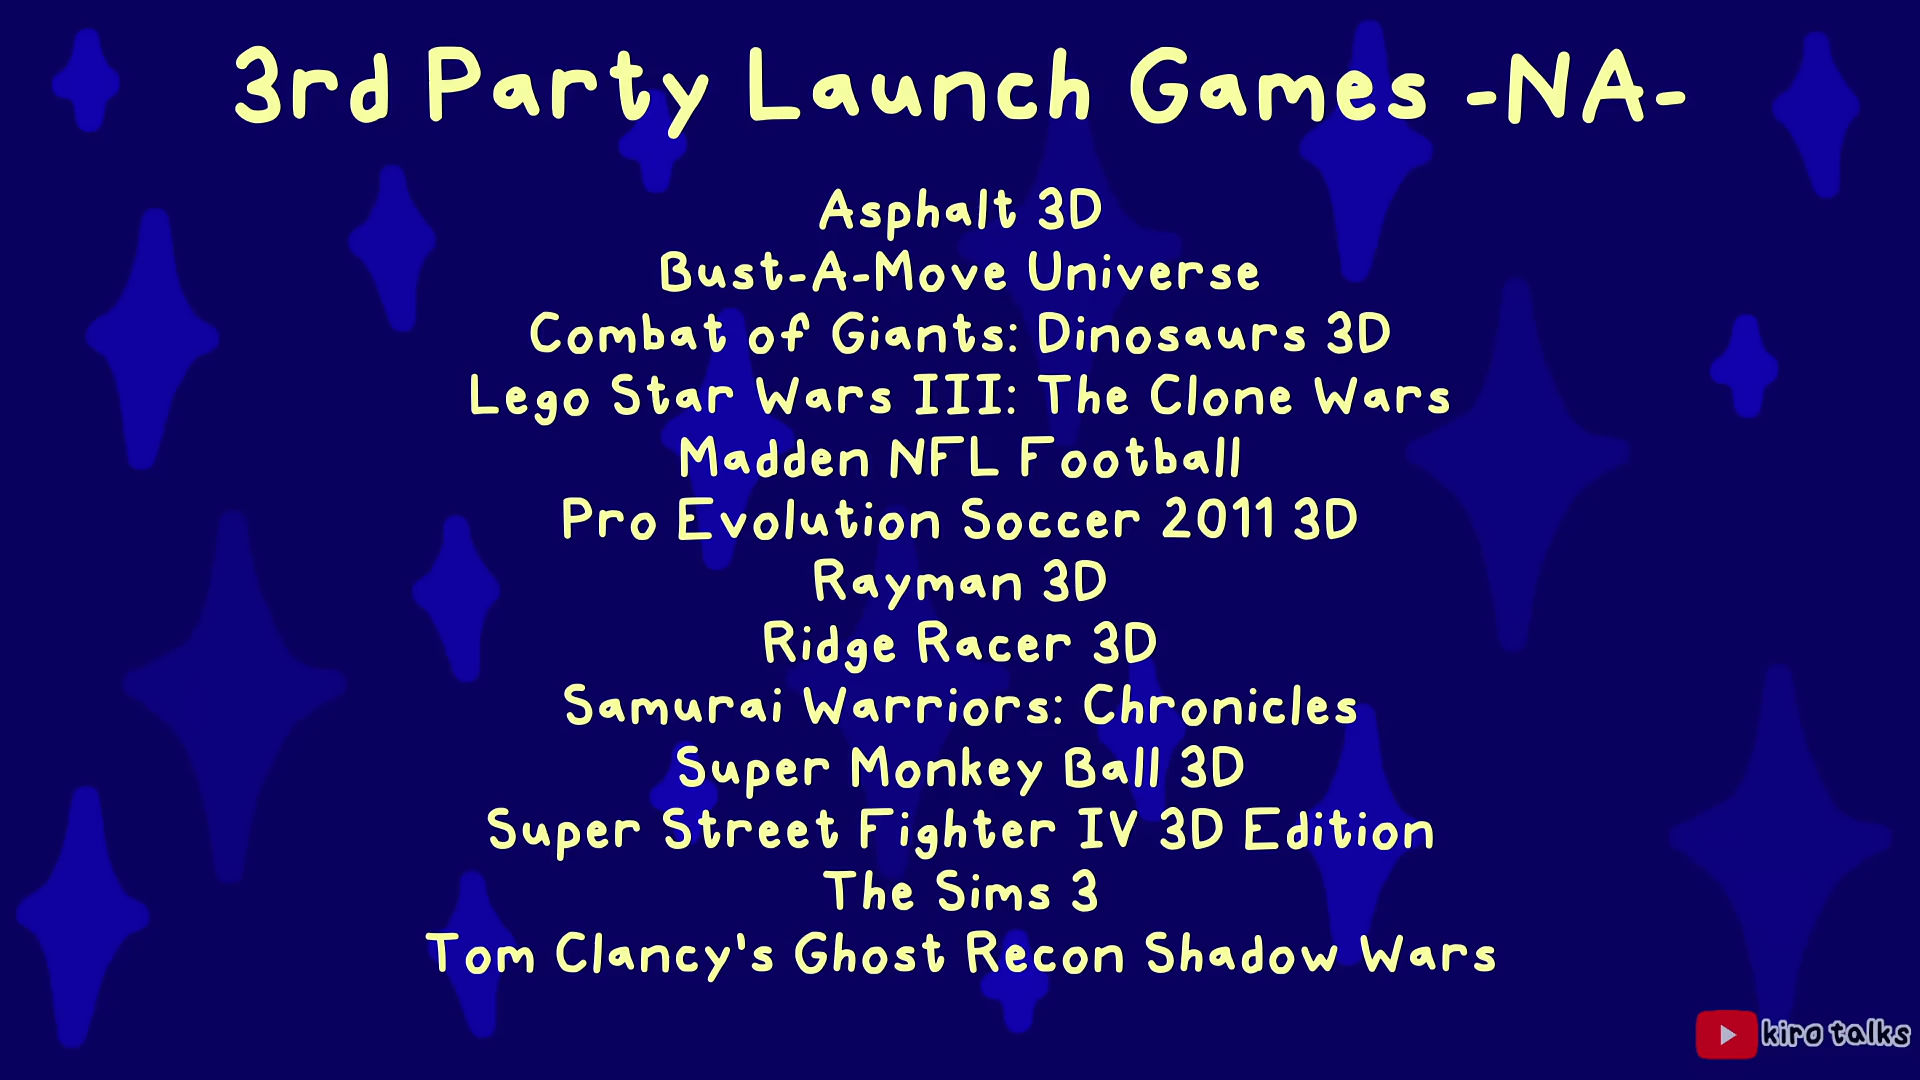 3rd Party Launch Games -NA-
Asphalt 3D
Bust-A-Move Universe
Combat of Giants: Dinosaurs 3D
Lego Star Wars III: The Clone Wars
Madden NFL Football
Pro Evolution Soccer 2011 3D
Rayman 3D
Ridge Racer 3D
Samurai Warriors: Chronicles
Super Monkey Ball 3D
Super Street Fighter IV 3D Edition
The Sims 3
Tom Clancy's Ghost Recon Shadow Wars
kiro talks